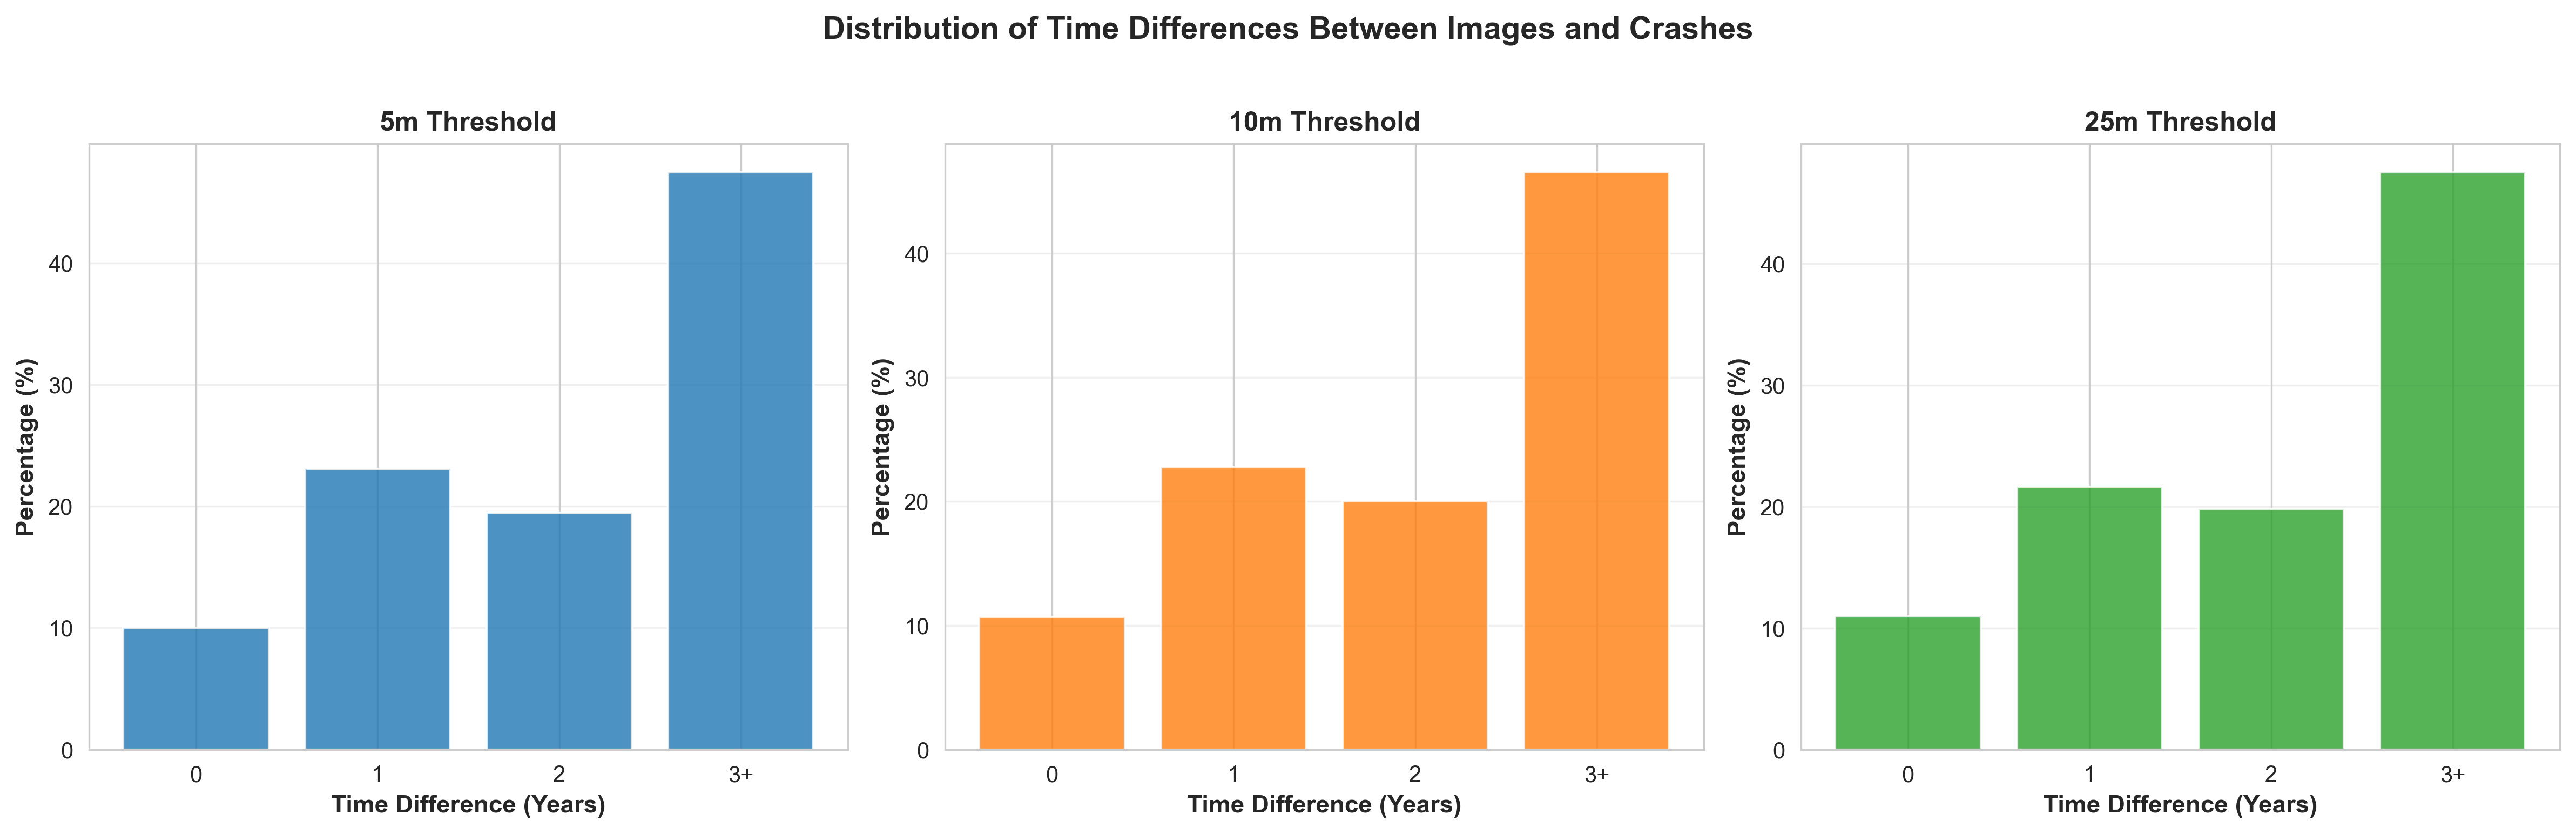 Distribution of Time Differences Between Images and Crashes
5m Threshold
Percentage (%)
40
30
20
10
0
0 1 2 3+
Time Difference (Years)
10m Threshold
Percentage (%)
40
30
20
10
0
0 1 2 3+
Time Difference (Years)
25m Threshold
Percentage (%)
40
30
20
10
0
0 1 2 3+
Time Difference (Years)